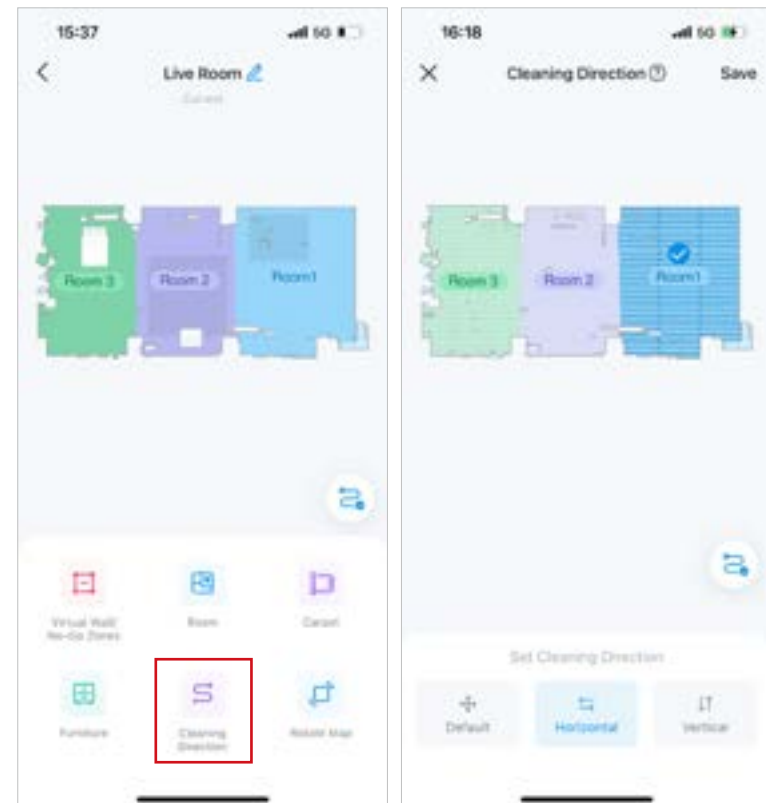 15:37
5G
Live Room
Current
Room 3
Room 2
Room1
Virtual Wall/
No-Go Zones
Room
Carpet
Furniture
Cleaning
Direction
Rotate Map
16:18
5G
Cleaning Direction
Save
Room 3
Room 2
Room1
Set Cleaning Direction
Default
Horizontal
Vertical